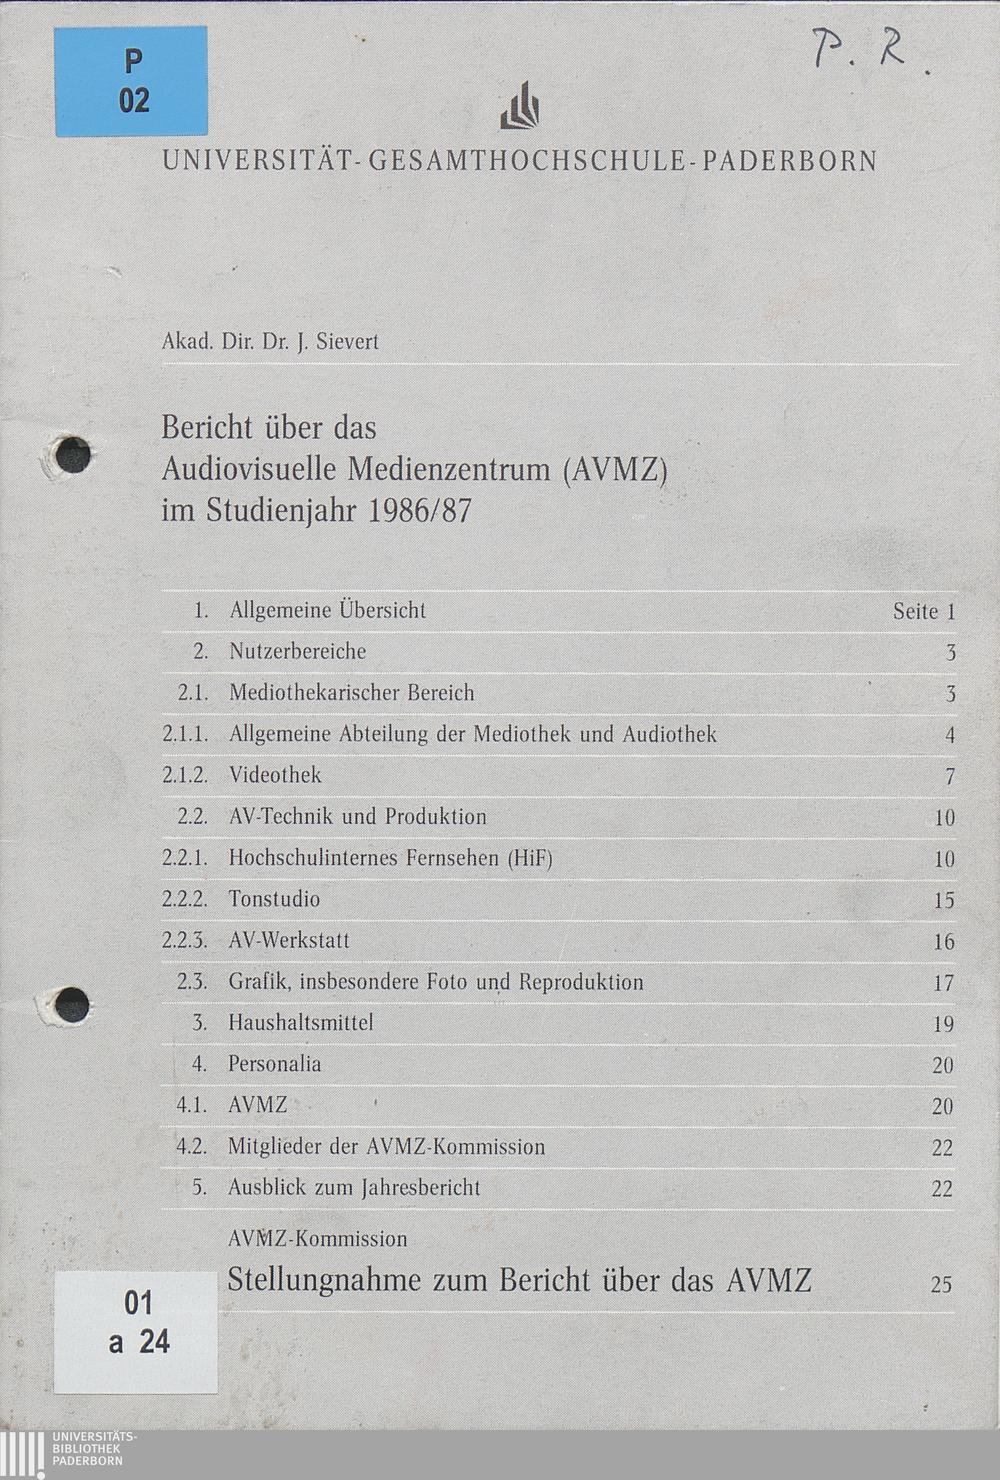 P
02
P. R.
UNIVERSITÄT-GESAMTHOCHSCHULE-PADERBORN
Akad. Dir. Dr. J. Sievert
Bericht über das
Audiovisuelle Medienzentrum (AVMZ)
im Studienjahr 1986/87
1. Allgemeine Übersicht Seite 1
2. Nutzerbereiche 3
2.1. Mediothekarischer Bereich 3
2.1.1. Allgemeine Abteilung der Mediothek und Audiothek 4
2.1.2. Videothek 7
2.2. AV-Technik und Produktion 10
2.2.1. Hochschulinternes Fernsehen (HiF) 10
2.2.2. Tonstudio 15
2.2.3. AV-Werkstatt 16
2.3. Grafik, insbesondere Foto und Reproduktion 17
3. Haushaltsmittel 19
4. Personalia 20
4.1. AVMZ 20
4.2. Mitglieder der AVMZ-Kommission 22
5. Ausblick zum Jahresbericht 22
AVMZ-Kommission
Stellungnahme zum Bericht über das AVMZ 25
01
a 24
UNIVERSITÄTS-
BIBLIOTHEK
PADERBORN